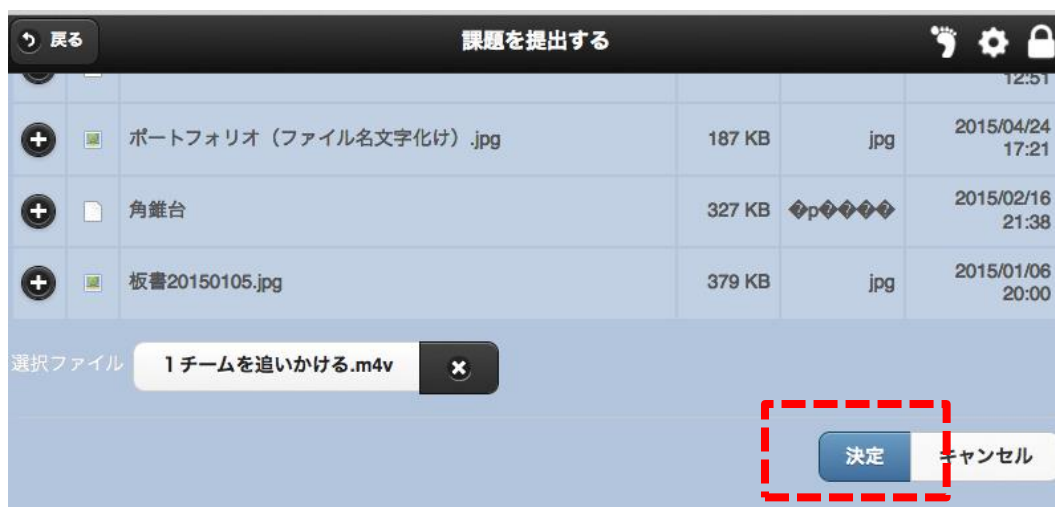 戻る
課題を提出する
12:51
ポートフォリオ（ファイル名文字化け）.jpg 187 KB jpg 2015/04/24
17:21
角錐台 327 KB �p���� 2015/02/16
21:38
板書20150105.jpg 379 KB jpg 2015/01/06
20:00
選択ファイル 1チームを追いかける.m4v
決定 キャンセル